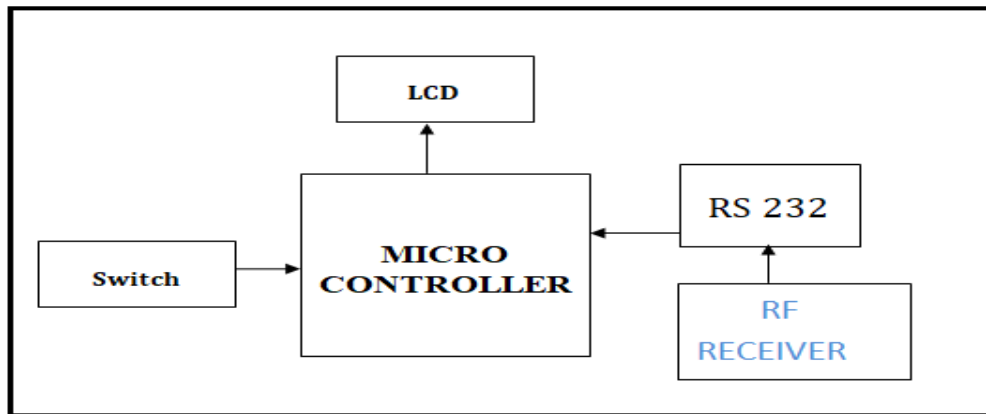 LCD
RS 232
MICRO
CONTROLLER
Switch
RF
RECEIVER